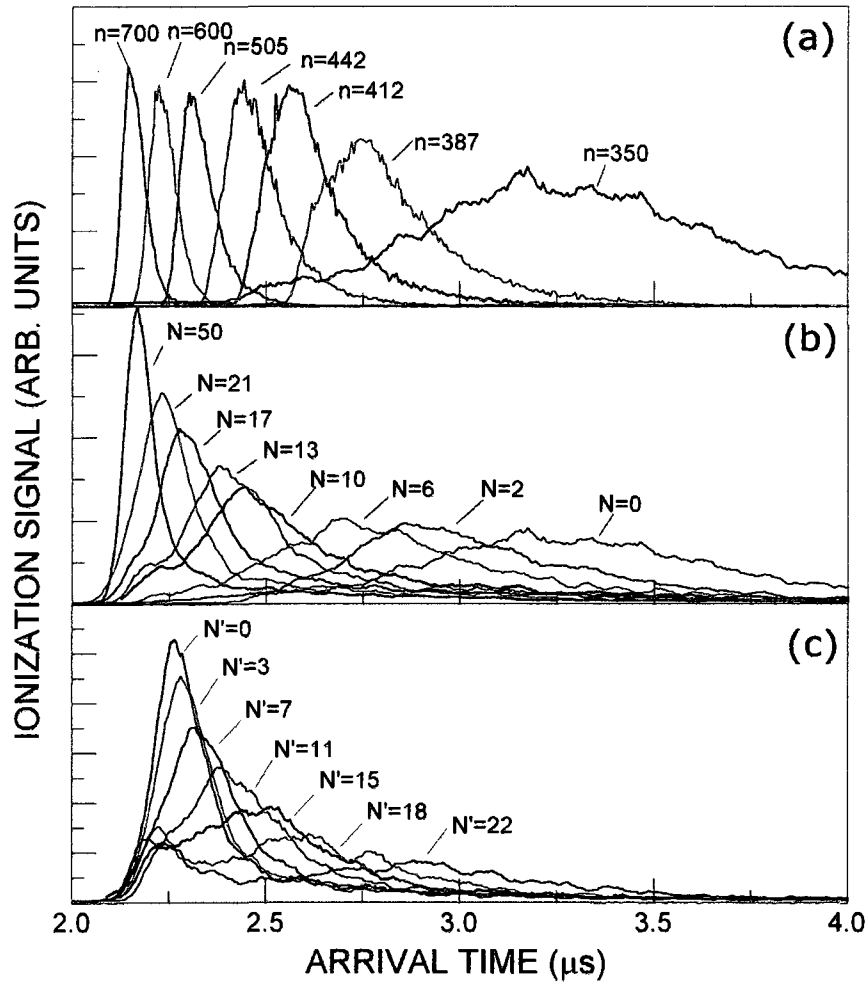 (a)
n=700
n=600
n=505
n=442
n=412
n=387
n=350
(b)
N=50
N=21
N=17
N=13
N=10
N=6
N=2
N=0
(c)
N'=0
N'=3
N'=7
N'=11
N'=15
N'=18
N'=22
IONIZATION SIGNAL (ARB. UNITS)
2.0 2.5 3.0 3.5 4.0
ARRIVAL TIME (μs)